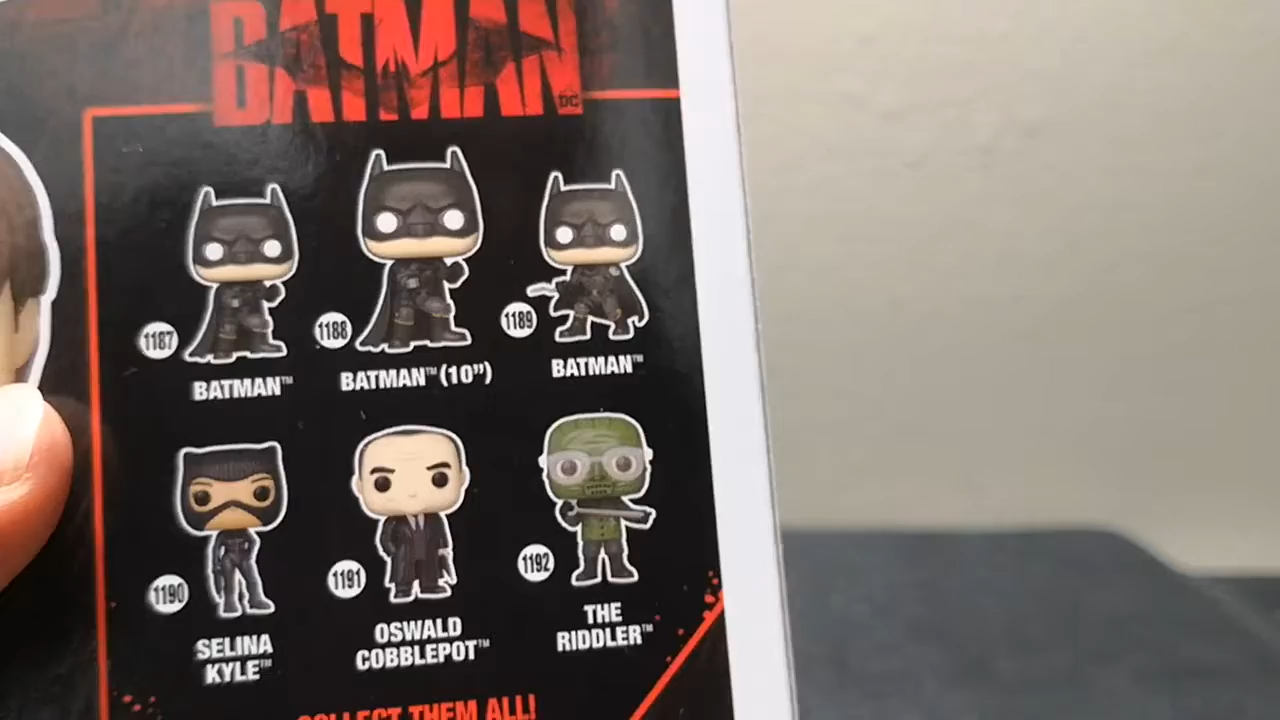 BATMAN
DC
1187
BATMAN™
1188
BATMAN™ (10”)
1189
BATMAN™
1190
SELINA
KYLE™
1191
OSWALD
COBBLEPOT™
1192
THE
RIDDLER™
COLLECT THEM ALL!